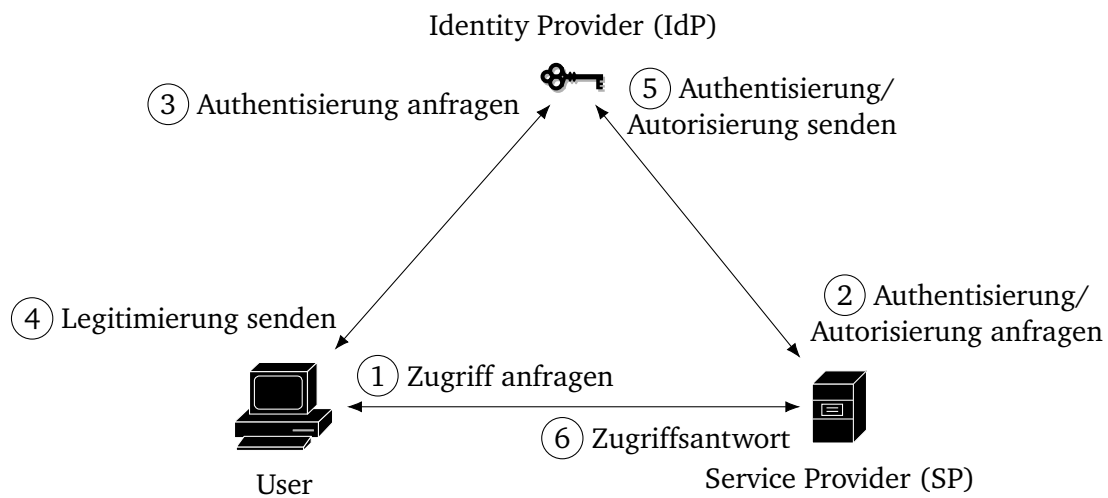 Identity Provider (IdP)
3 Authentisierung anfragen
5 Authentisierung/
Autorisierung senden
4 Legitimierung senden
2 Authentisierung/
Autorisierung anfragen
1 Zugriff anfragen
6 Zugriffsantwort
User
Service Provider (SP)